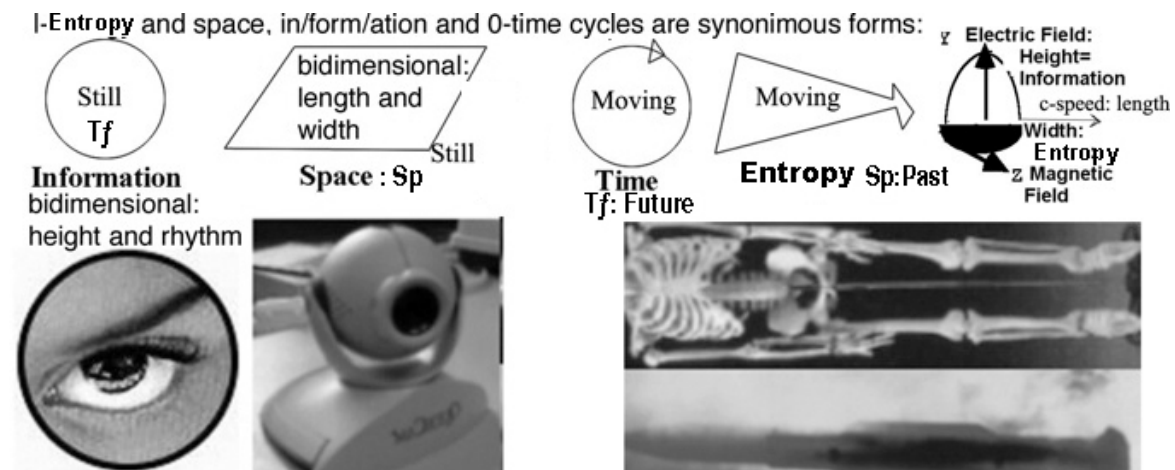 I-Entropy and space, in/form/ation and 0-time cycles are synonimous forms:
Still
Tƒ
Information
bidimensional:
height and rhythm
bidimensional:
length and
width
Still
Space : Sp
Moving
Time
Tƒ: Future
Moving
Entropy Sp:Past
Y Electric Field:
Height=
Information
c-speed: length
Width:
Entropy
Z Magnetic
Field